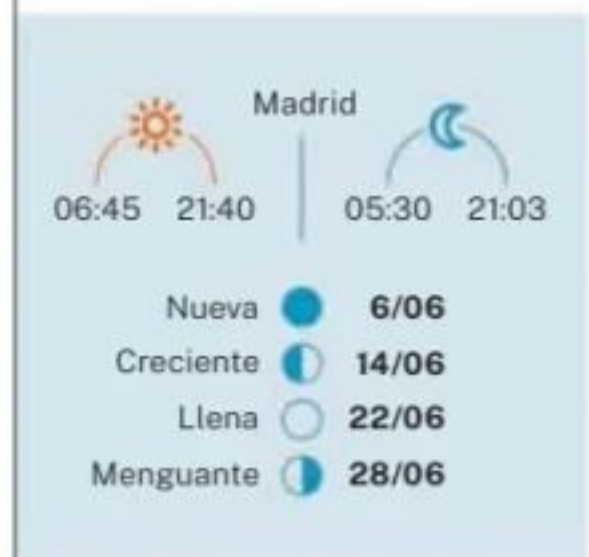 Madrid
06:45 21:40 05:30 21:03
Nueva 6/06
Creciente 14/06
Llena 22/06
Menguante 28/06